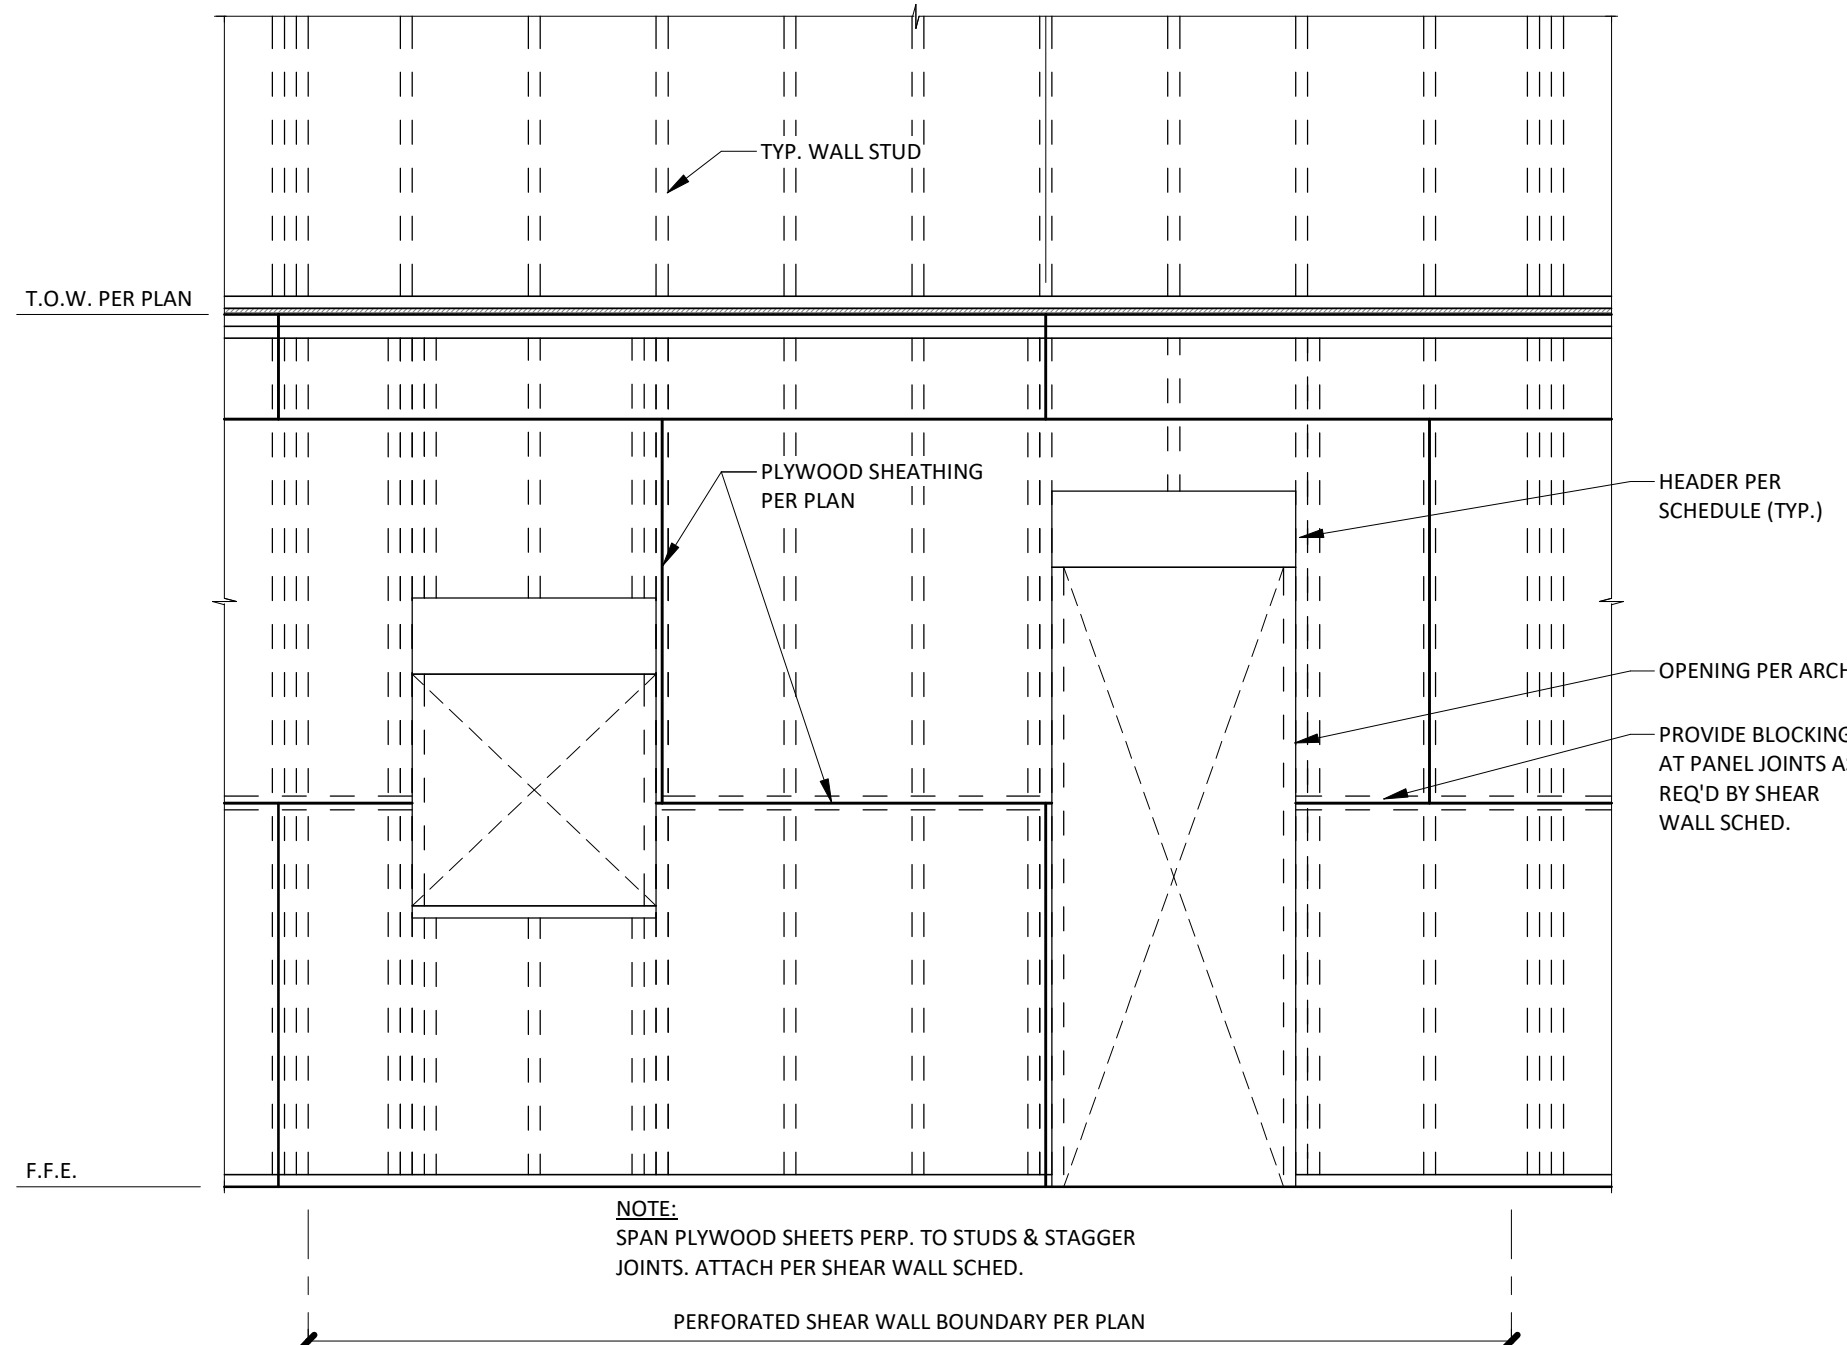 TYP. WALL STUD
T.O.W. PER PLAN
PLYWOOD SHEATHING
PER PLAN
HEADER PER
SCHEDULE (TYP.)
OPENING PER ARCH
PROVIDE BLOCKING
AT PANEL JOINTS AS
REQ'D BY SHEAR
WALL SCHED.
F.F.E.
NOTE:
SPAN PLYWOOD SHEETS PERP. TO STUDS & STAGGER
JOINTS. ATTACH PER SHEAR WALL SCHED.
PERFORATED SHEAR WALL BOUNDARY PER PLAN